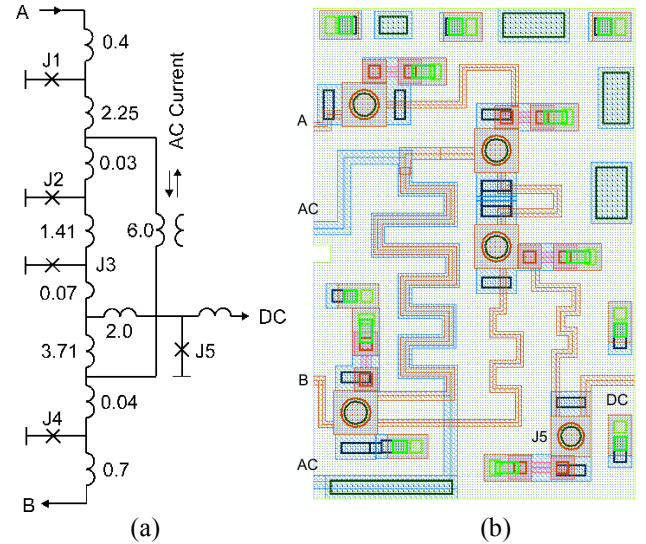 A
0.4
J1
2.25
AC Current
0.03
J2
1.41
6.0
J3
0.07
2.0
DC
3.71
J5
0.04
J4
0.7
B
(a)
A
AC
B
DC
J5
AC
(b)